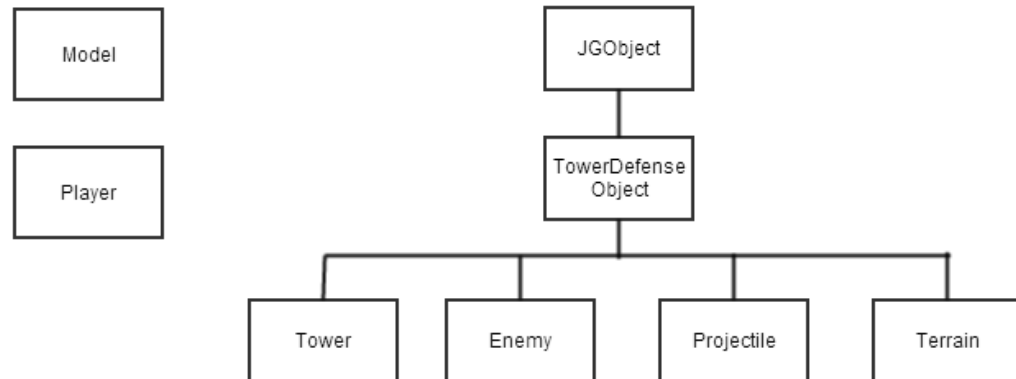 Model
JGObject
TowerDefense
Object
Player
Tower
Enemy
Projectile
Terrain